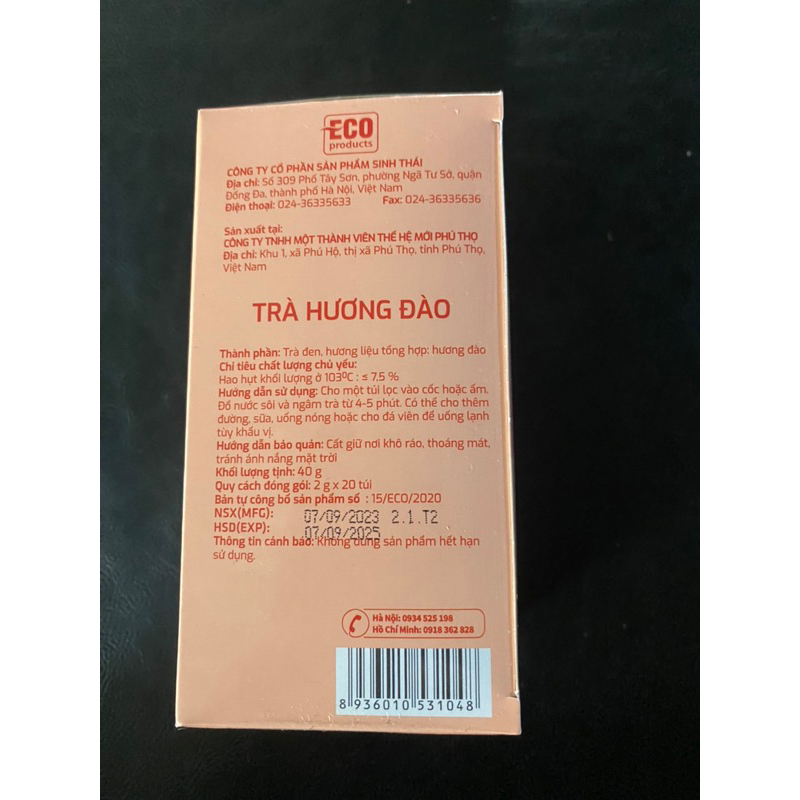 ECO
products
CÔNG TY CỔ PHẦN SẢN PHẨM SINH THÁI
Địa chỉ: Số 309 Phố Tây Sơn, phường Ngã Tư Sở, quận
Đống Đa, thành phố Hà Nội, Việt Nam
Điện thoại: 024-36335633 Fax: 024-36335636
Sản xuất tại:
CÔNG TY TNHH MỘT THÀNH VIÊN THẾ HỆ MỚI PHÚ THỌ
Địa chỉ: Khu 1, xã Phú Hộ, thị xã Phú Thọ, tỉnh Phú Thọ,
Việt Nam
TRÀ HƯƠNG ĐÀO
Thành phần: Trà đen, hương liệu tổng hợp: hương đào
Chỉ tiêu chất lượng chủ yếu:
Hao hụt khối lượng ở 103ºC : ≤ 7,5 %
Hướng dẫn sử dụng: Cho một túi lọc vào cốc hoặc ấm.
Đổ nước sôi và ngâm trà từ 4-5 phút. Có thể cho thêm
đường, sữa, uống nóng hoặc cho đá viên để uống lạnh
tùy khẩu vị.
Hướng dẫn bảo quản: Cất giữ nơi khô ráo, thoáng mát,
tránh ánh nắng mặt trời
Khối lượng tịnh: 40 g
Quy cách đóng gói: 2 g x 20 túi
Bản tự công bố sản phẩm số : 15/ECO/2020
NSX(MFG): 07/09/2023 2.1.T2
HSD(EXP): 07/09/2025
Thông tin cảnh báo: Không dùng sản phẩm hết hạn
sử dụng.
Hà Nội: 0934 525 198
Hồ Chí Minh: 0918 362 828
8 936010 531048